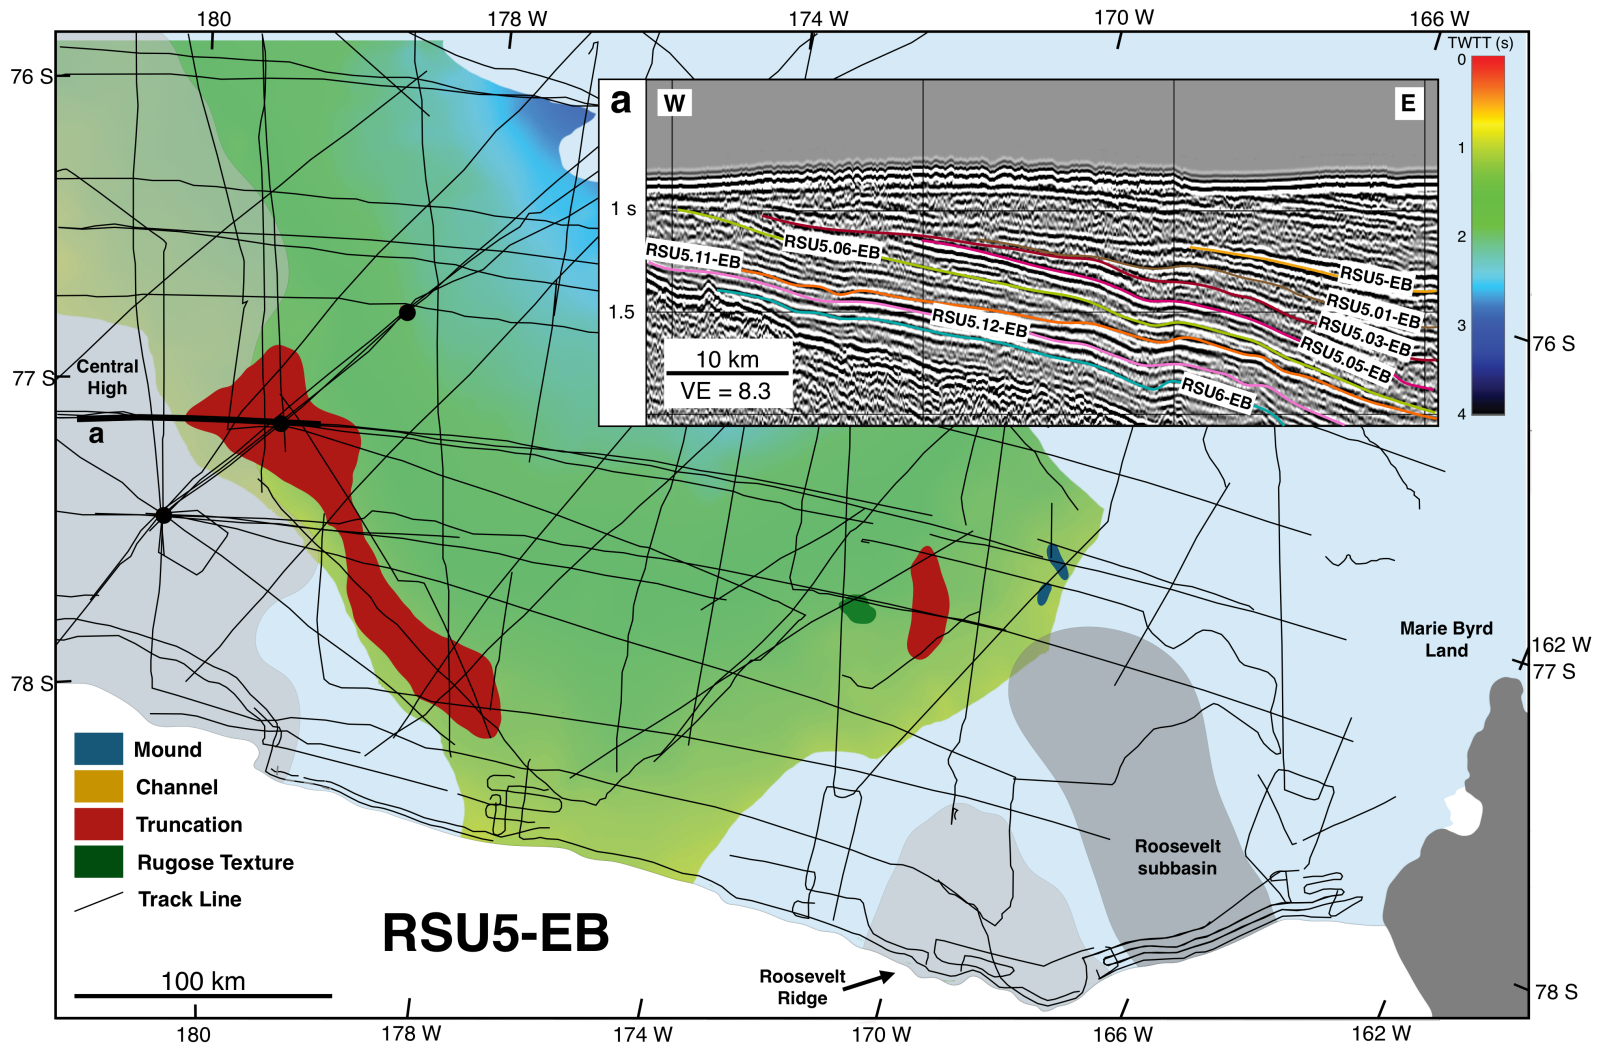 180
178 W
174 W
170 W
166 W
TWTT (s)
76 S
0
a
W
E
1
1 s
RSU5.06-EB
2
RSU5.11-EB
RSU5-EB
RSU5.01-EB
1.5
RSU5.12-EB
RSU5.03-EB
3
76 S
RSU5.05-EB
10 km
VE = 8.3
RSU6-EB
4
Central
High
77 S
a
Marie Byrd
Land
162 W
77 S
78 S
Mound
Channel
Truncation
Rugose Texture
Track Line
Roosevelt
subbasin
RSU5-EB
100 km
Roosevelt
Ridge
78 S
180
178 W
174 W
170 W
166 W
162 W